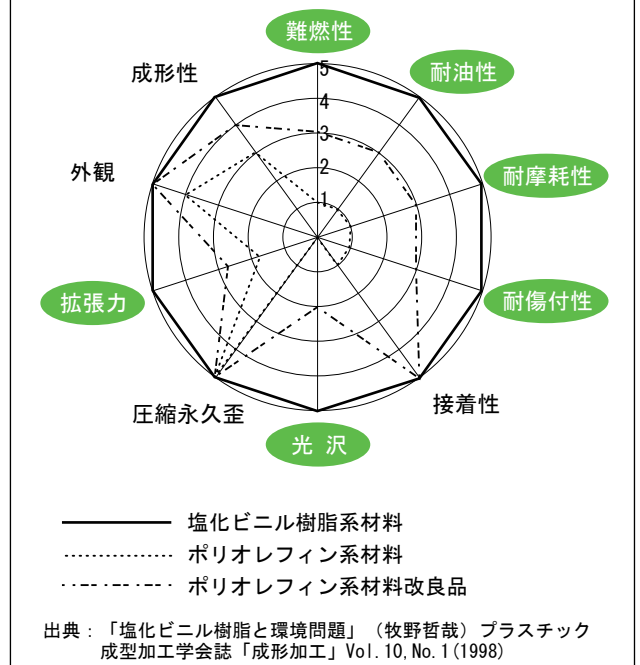 難燃性
成形性
耐油性
外観
耐摩耗性
5
4
3
2
1
拡張力
耐傷付性
圧縮永久歪
接着性
光 沢
塩化ビニル樹脂系材料
ポリオレフィン系材料
ポリオレフィン系材料改良品
出典：「塩化ビニル樹脂と環境問題」（牧野哲哉）プラスチック
成型加工学会誌「成形加工」Vol.10,No.1(1998)